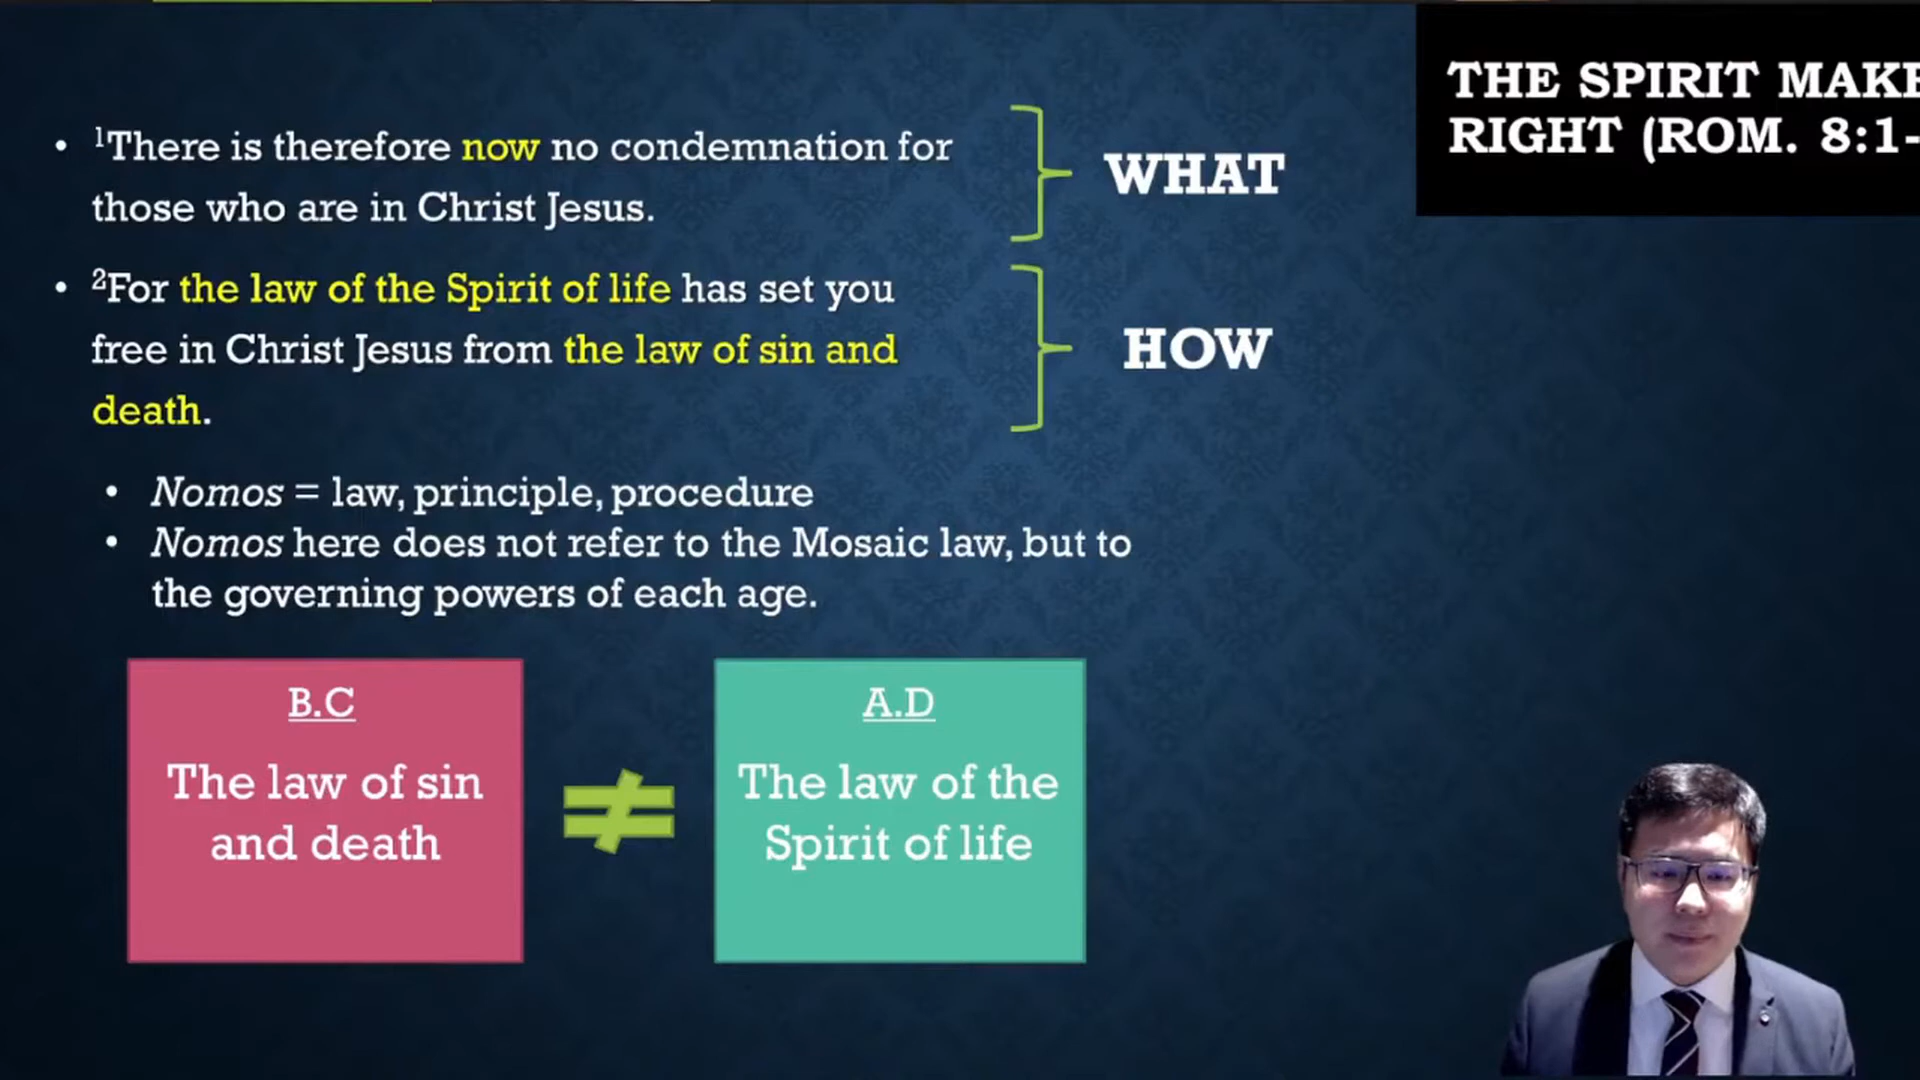 THE SPIRIT MAKE
RIGHT (ROM. 8:1-
• ¹There is therefore now no condemnation for
those who are in Christ Jesus.
WHAT
• ²For the law of the Spirit of life has set you
free in Christ Jesus from the law of sin and
death.
HOW
• Nomos = law, principle, procedure
• Nomos here does not refer to the Mosaic law, but to
the governing powers of each age.
B.C
The law of sin
and death
≠
A.D
The law of the
Spirit of life